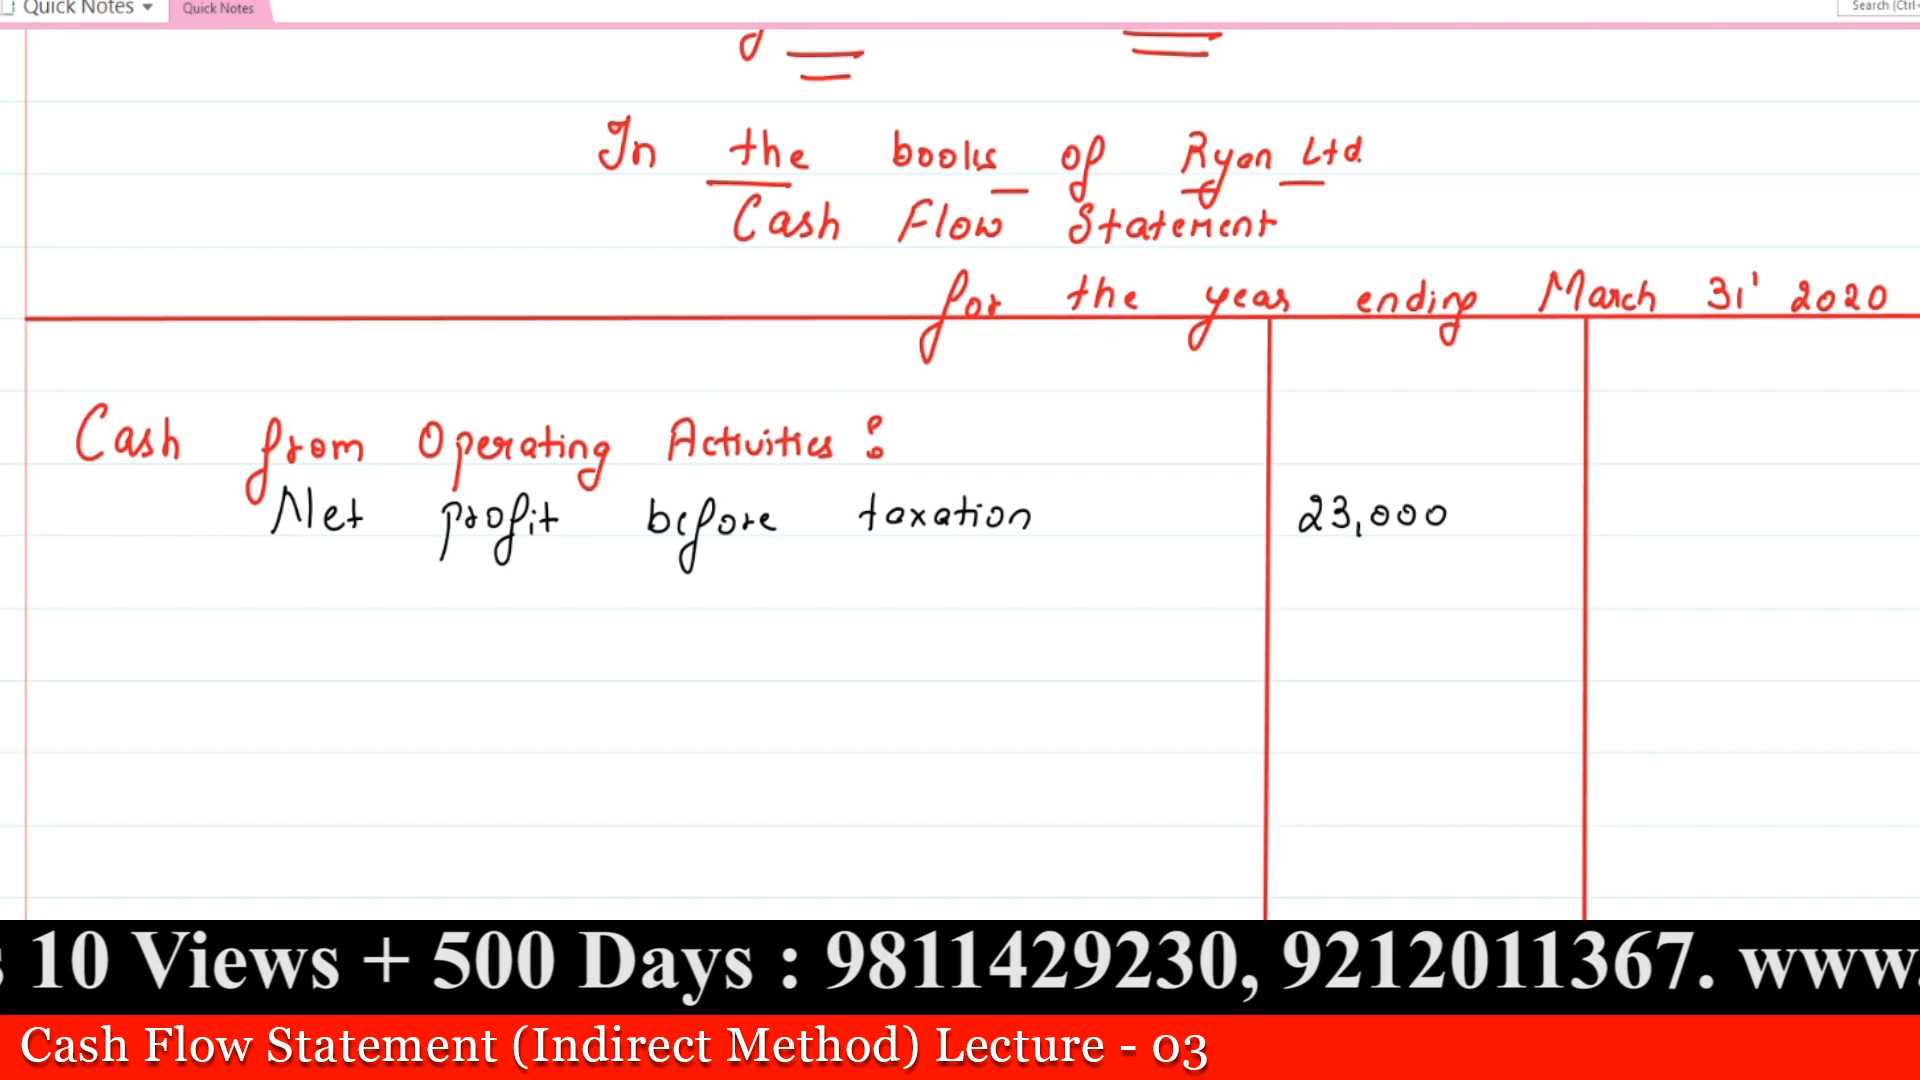 Quick Notes
Quick Notes
Search (Ctrl+
In the books of Ryan Ltd.
Cash Flow Statement
for the year ending March 31' 2020
Cash from Operating Activities :
Net profit before taxation 23,000
s 10 Views + 500 Days : 9811429230, 9212011367. www.
Cash Flow Statement (Indirect Method) Lecture - 03